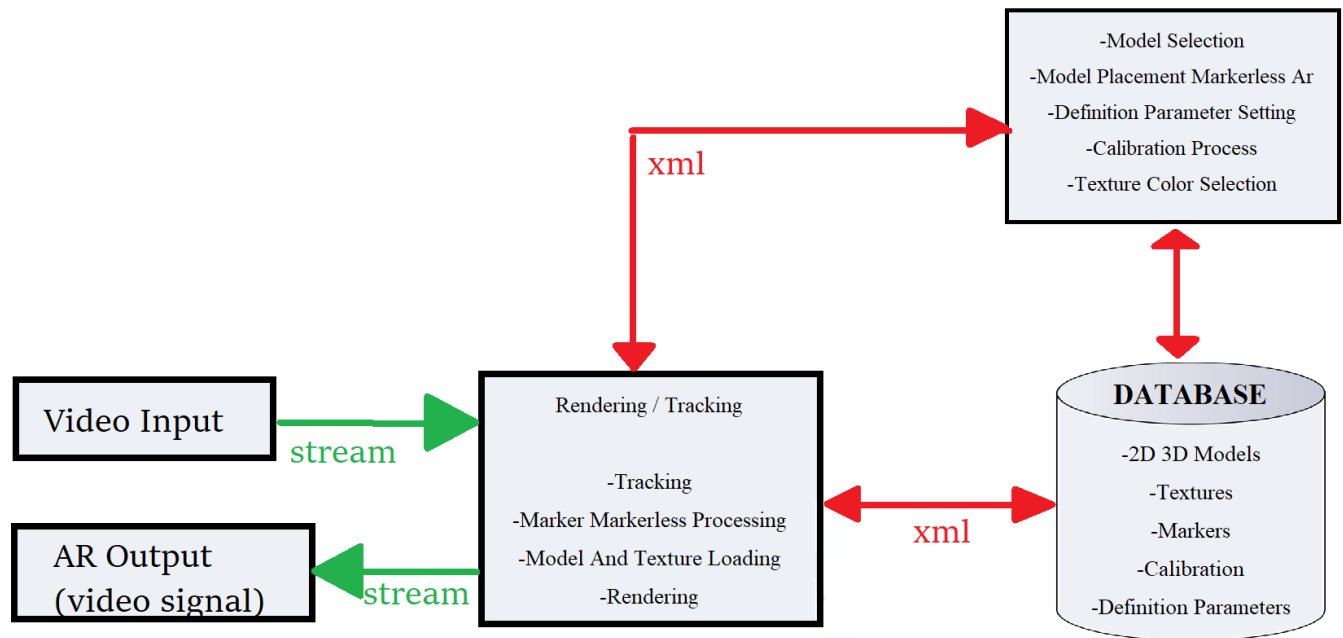 -Model Selection
-Model Placement Markerless Ar
-Definition Parameter Setting
-Calibration Process
-Texture Color Selection
xml
Video Input
stream
AR Output
(video signal)
stream
Rendering / Tracking
-Tracking
-Marker Markerless Processing
-Model And Texture Loading
-Rendering
xml
DATABASE
-2D 3D Models
-Textures
-Markers
-Calibration
-Definition Parameters